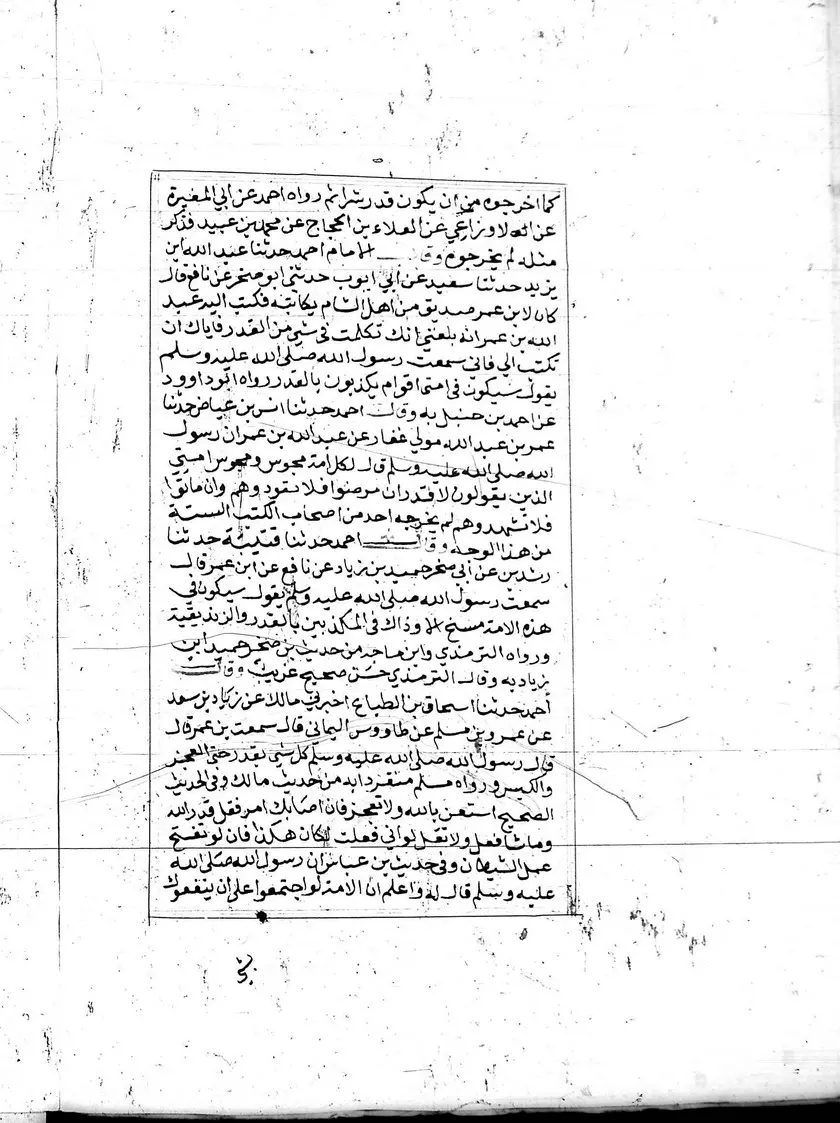 كما اخرجوه من ان يكون قدر شرا ثم رواه احمد عن ابي المغيرة
عن الاوزاعي عن العلاء بن الحجاج عن محمد بن عبيد فذكر
مثله لم يخرجوه وقال الامام احمد حدثنا عبد الله ابن
يزيد حدثنا سعيد عن ابي ايوب حدثني ابو صخر عن نافع قال
كان لابن عمر صديق من اهل الشام يكاتبه فكتب اليه عبد
الله بن عمر انه بلغني انك تكلمت في شي من القدر فاياك ان
تكتب الي فاني سمعت رسول الله صلى الله عليه وسلم
يقول سيكون في امتي اقوام يكذبون بالقدر رواه ابو داوود
عن احمد بن حنبل به وقال احمد حدثنا انس بن عياض حدثنا
عمر بن عبد الله مولي غفار عن عبد الله بن عمر ان رسول
الله صلى الله عليه وسلم قال لكل امة مجوس ومجوس امتي
الذين يقولون لا قدر ان مرضوا فلا تعودوهم وان ماتوا
فلا تشهدوهم لم يخرجه احد من اصحاب الكتب الستة
من هذا الوجه وقال احمد حدثنا قتيبة حدثنا
رشدين عن ابي صخر حميد بن زياد عن نافع عن ابن عمر قال
سمعت رسول الله صلى الله عليه وسلم يقول سيكون في
هذه الامة مسخ الا وذاك في المكذبين بالقدر والزنديقية
ورواه الترمذي وابن ماجه من حديث بن صخر حميد ابن
زياد به وقال الترمذي حسن صحيح غريب وقال
أحمد حدثنا اسحاق بن الطباع اخبرني مالك عن زياد بن سعد
عن عمرو بن مسلم عن طاووس اليماني قال سمعت بن عمر قال
قال رسول الله صلى الله عليه وسلم كل شي بقدر حتى العجز
والكيس ورواه مسلم منفردا به من حديث مالك وفي الحديث
الصحيح استعن بالله ولا تعجز فان اصابك امر فقل قدر الله
وما شا فعل ولا تقل لو اني فعلت لكان هكذا فان لو تفتح
عمل الشيطان وفي حديث بن عباس ان رسول الله صلى الله
عليه وسلم قال له واعلم ان الامة لو اجتمعوا على ان ينفعوك